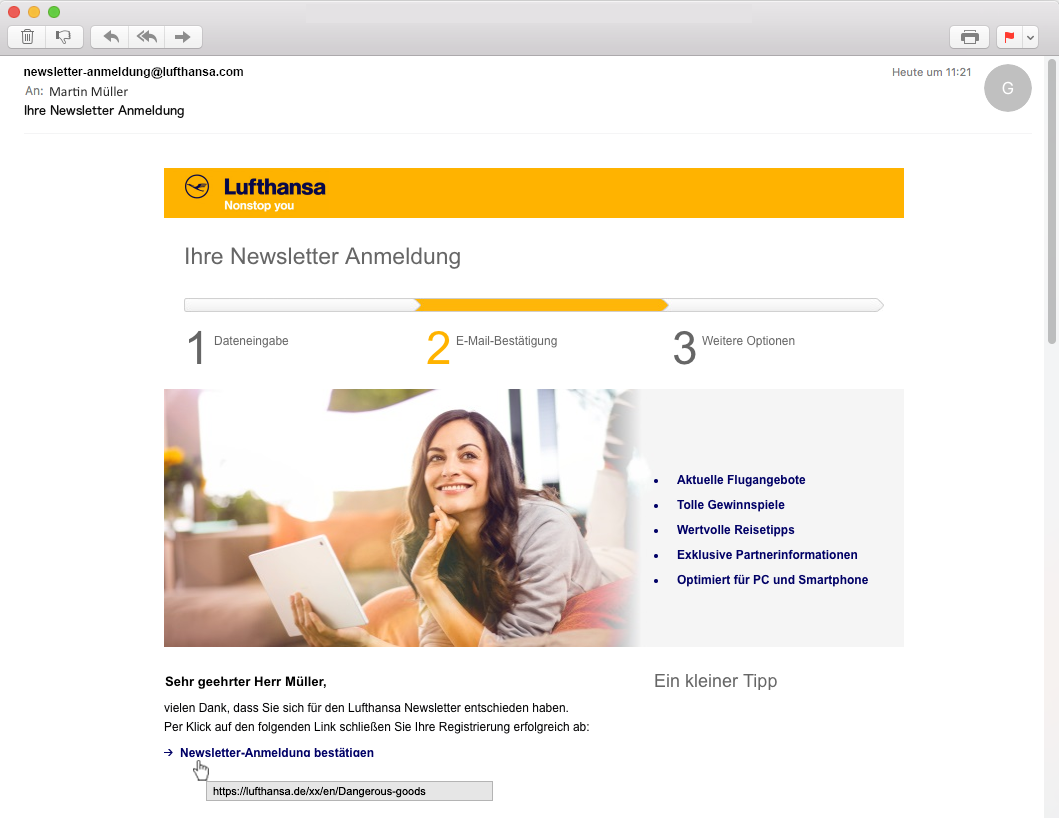 newsletter-anmeldung@lufthansa.com
Heute um 11:21
G
An: Martin Müller
Ihre Newsletter Anmeldung
Lufthansa
Nonstop you
Ihre Newsletter Anmeldung
1 Dateneingabe
2 E-Mail-Bestätigung
3 Weitere Optionen
• Aktuelle Flugangebote
• Tolle Gewinnspiele
• Wertvolle Reisetipps
• Exklusive Partnerinformationen
• Optimiert für PC und Smartphone
Sehr geehrter Herr Müller,
Ein kleiner Tipp
vielen Dank, dass Sie sich für den Lufthansa Newsletter entschieden haben.
Per Klick auf den folgenden Link schließen Sie Ihre Registrierung erfolgreich ab:
→ Newsletter-Anmeldung bestätigen
https://lufthansa.de/xx/en/Dangerous-goods